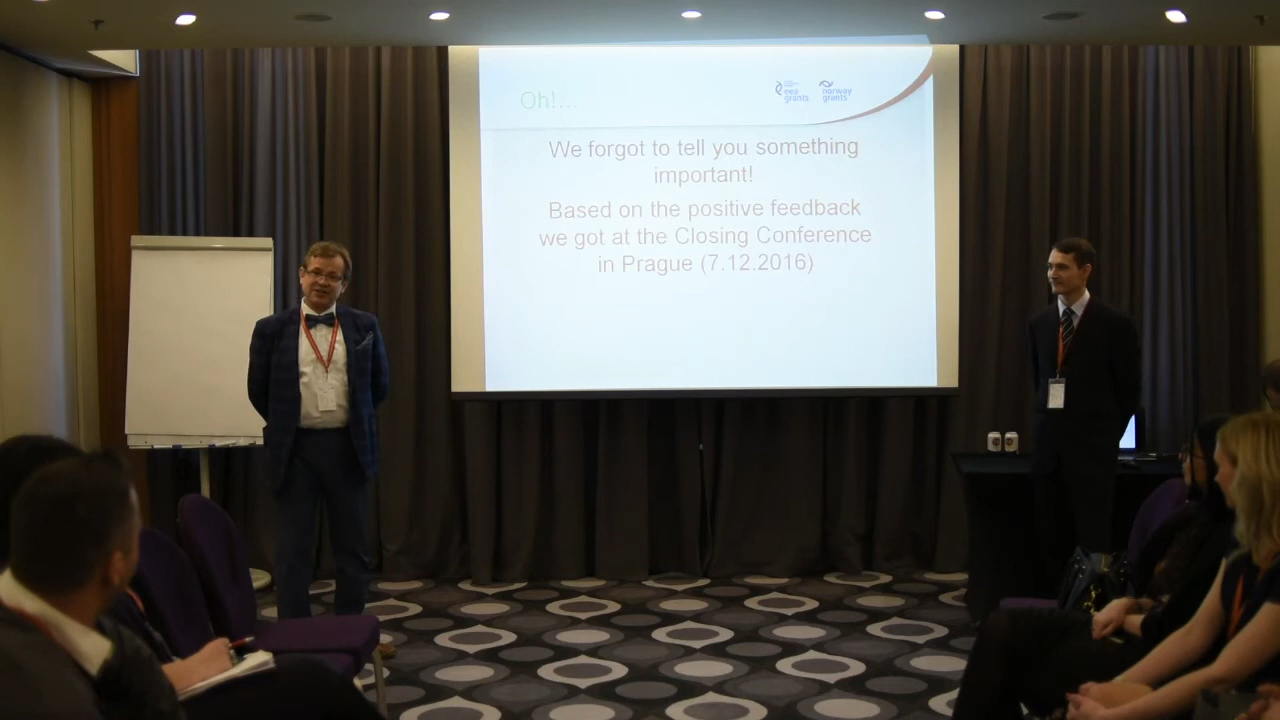 Oh!...
eea
grants
norway
grants
We forgot to tell you something
important!
Based on the positive feedback
we got at the Closing Conference
in Prague (7.12.2016)